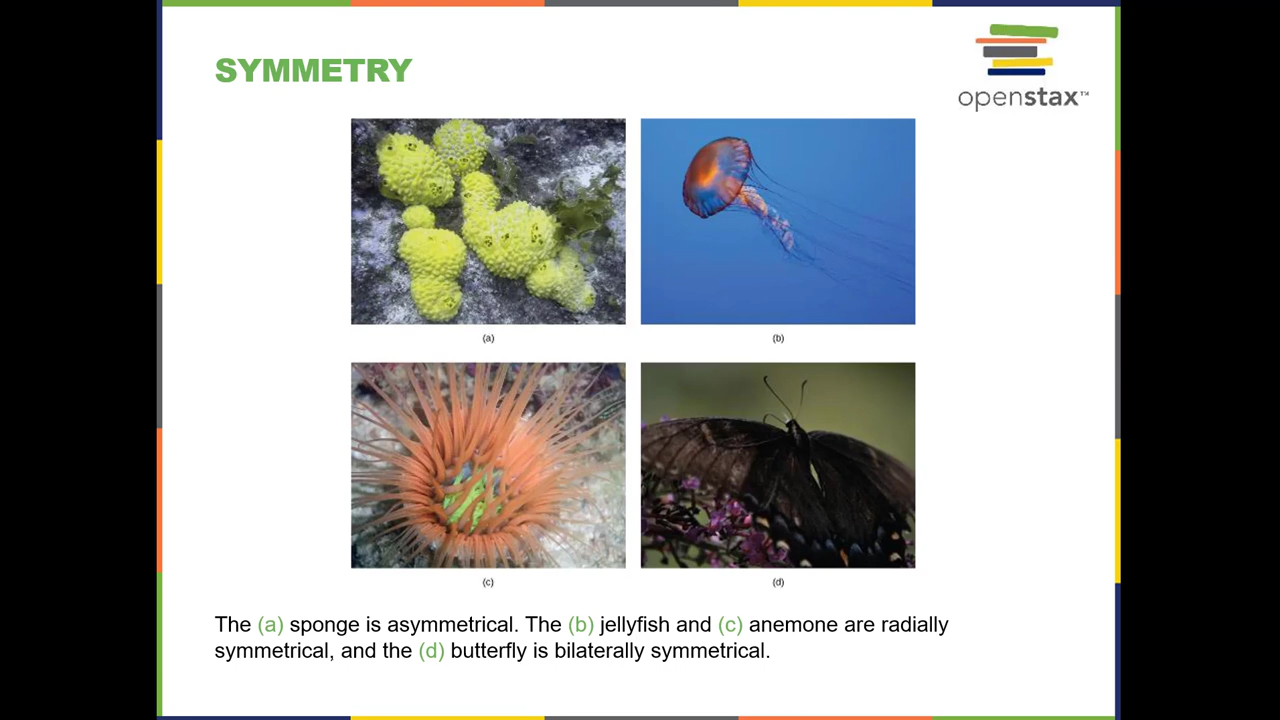 SYMMETRY
openstax™
(a)
(b)
(c)
(d)
The (a) sponge is asymmetrical. The (b) jellyfish and (c) anemone are radially
symmetrical, and the (d) butterfly is bilaterally symmetrical.